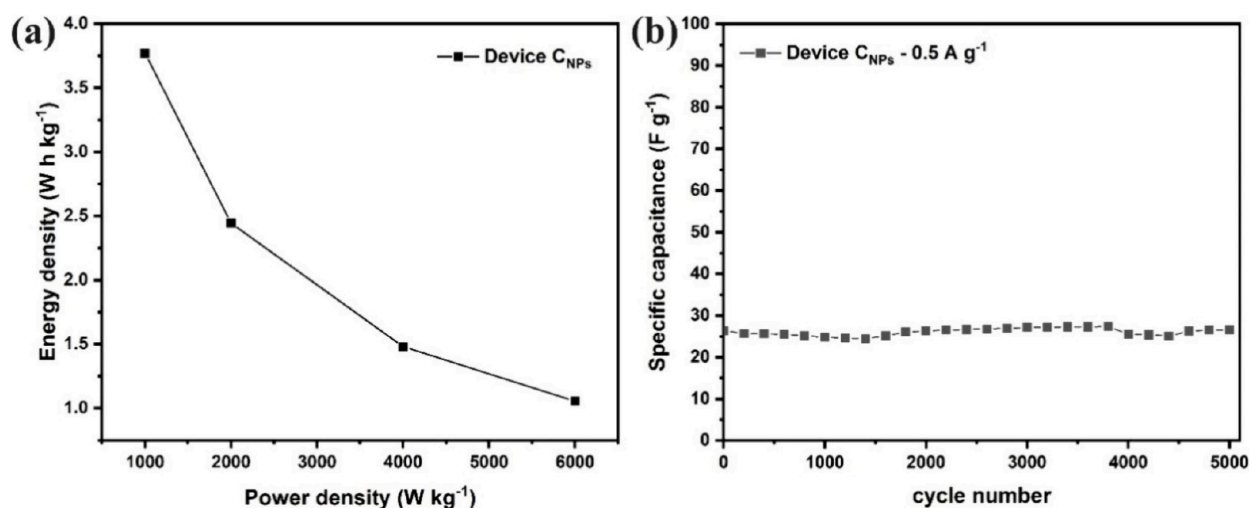 (a)
Device CNPs
4.0
3.5
3.0
2.5
2.0
1.5
1.0
Energy density (W h kg-1)
1000 2000 3000 4000 5000 6000
Power density (W kg-1)
(b)
Device CNPs - 0.5 A g-1
100
90
80
70
60
50
40
30
20
10
0
Specific capacitance (F g-1)
0 1000 2000 3000 4000 5000
cycle number